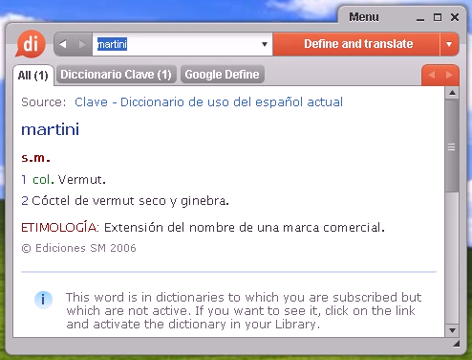 Menu
di
martini
Define and translate
All (1)
Diccionario Clave (1)
Google Define
Source: Clave - Diccionario de uso del español actual
martini
s.m.
1 col. Vermut.
2 Cóctel de vermut seco y ginebra.
ETIMOLOGÍA: Extensión del nombre de una marca comercial.
© Ediciones SM 2006
i
This word is in dictionaries to which you are subscribed but
which are not active. If you want to see it, click on the link
and activate the dictionary in your Library.